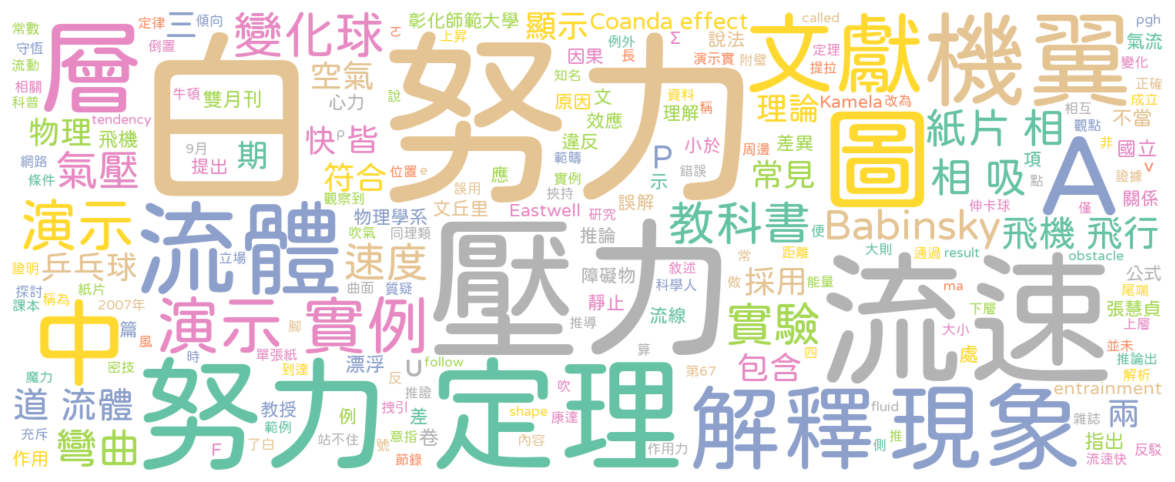 常數 定律 三 傾向 變化球 彰化師範大學 顯示 Coanda effect 文獻 called 機翼 ρgh
守恆 倒置 上昇 例外 Σ 說法 定理 氣流
流動 層 白努力 因果 長 演示實 附壁 提拉 變化
相關 牛頓 雙月刊 空氣 知名 資料 理論 Kamela 改為 正確
科普 心力 說 原因 文 理解 稱 圖 相互 成立
物理 tendency 飛機 9月 ρ 效應 紙片 相 觀點 不當
網路 提出 期 快 皆 違反 小於 周邊 差異 非 國立
條件 氣壓 符合 位置 e 應 範疇 P 示 錯誤 常見 相 吸 項 A 證據 v
觀察到 誤用 實例 挾持 點 關係
演示 物理學系 文丘里 Eastwell 研究 誤解 教科書 便 Babinsky 伸卡球 僅
流體 吹氣 同理類 推論 飛機 飛行
證明 乒乓球 立場 速度 壓力 障礙物 敘述 常 距離 大則 通過 result obstacle
探討 紙片 曲面 質疑 科學人 做 採用 能量 公式
課本 稱為 2007年 靜止 流速 ma 尾端
中 篇 演示 實例 流線 實驗 下層 張慧貞
風 腳 推導 大小 上層
密技 時 單張紙 漂浮 U follow 算 四 包含 處 並未 推論出
魔力 到達 反 推證 第67 解析
道 流體 努力 定理 吹 解釋現象 entrainment
教授 例 拽引 差 shape 康達 fluid 兩 雜誌
充斥 範例 意指 卷 內容 側 推 指出
作用 彎曲 F 了白 站不住 號 節錄 作用力 流速快 反駁